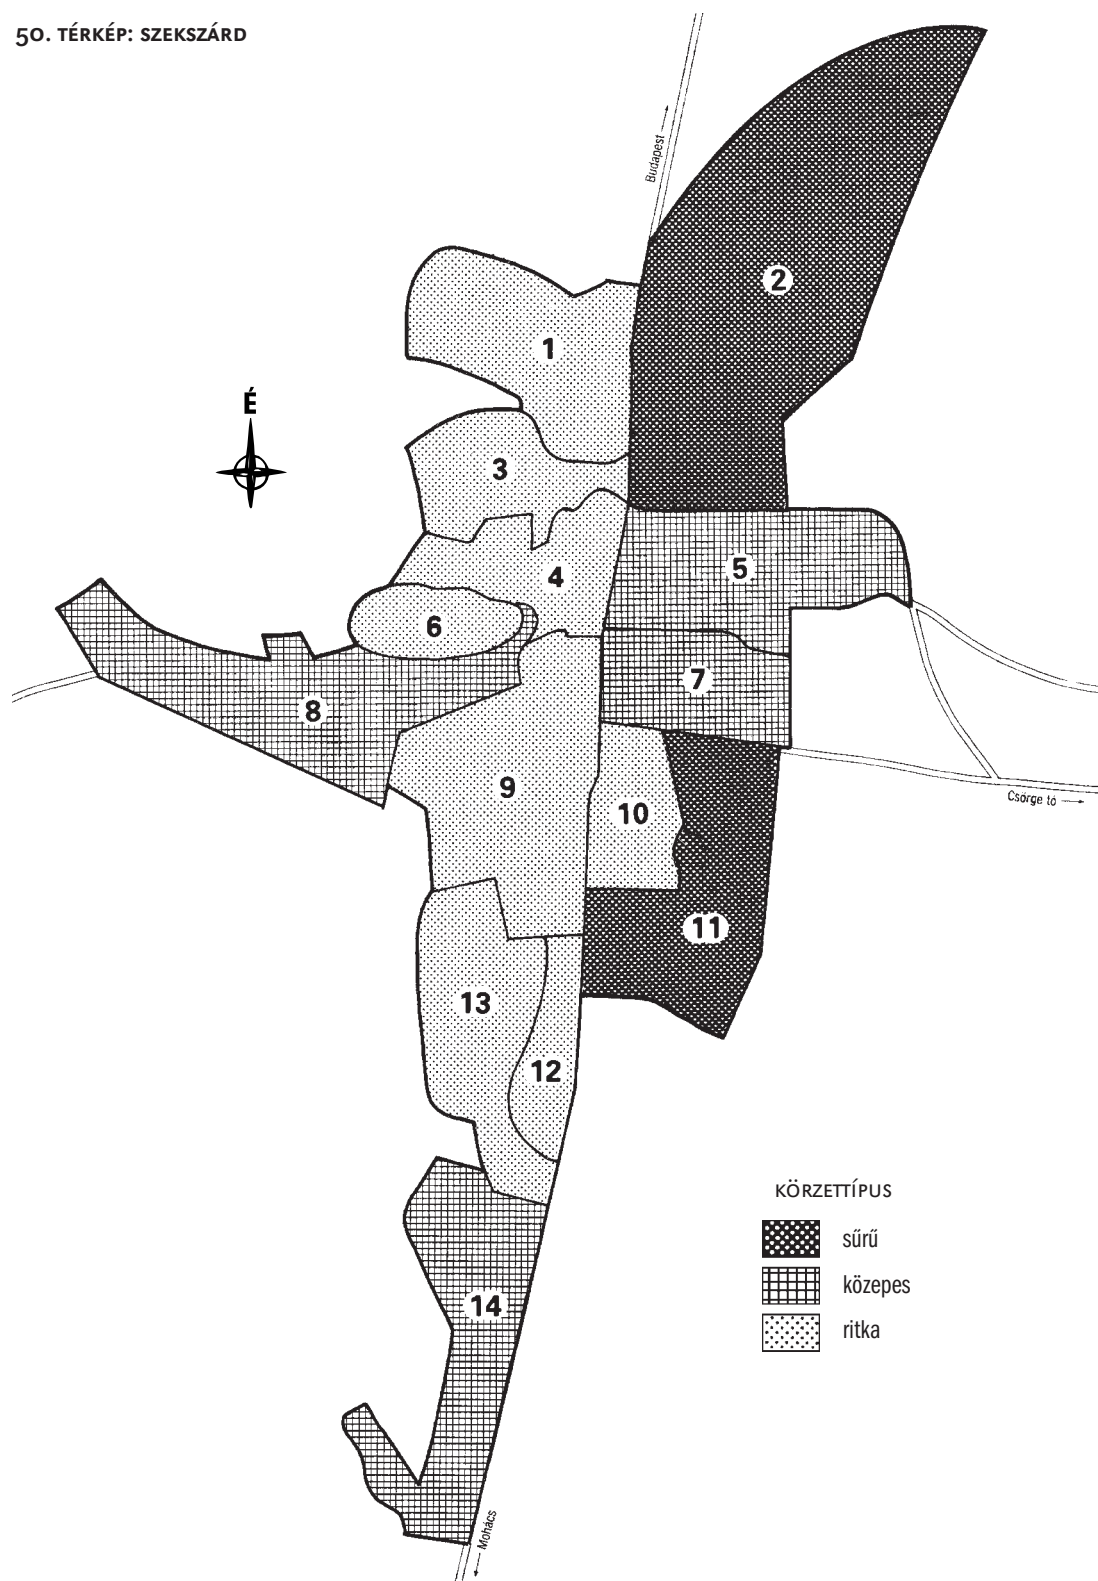 50. TÉRKÉP: SZEKSZÁRD
Budapest
2
1
É
3
4
5
6
7
8
9
10
Csörge tó
11
13
12
KÖRZETTÍPUS
sűrű
közepes
ritka
14
Mohács